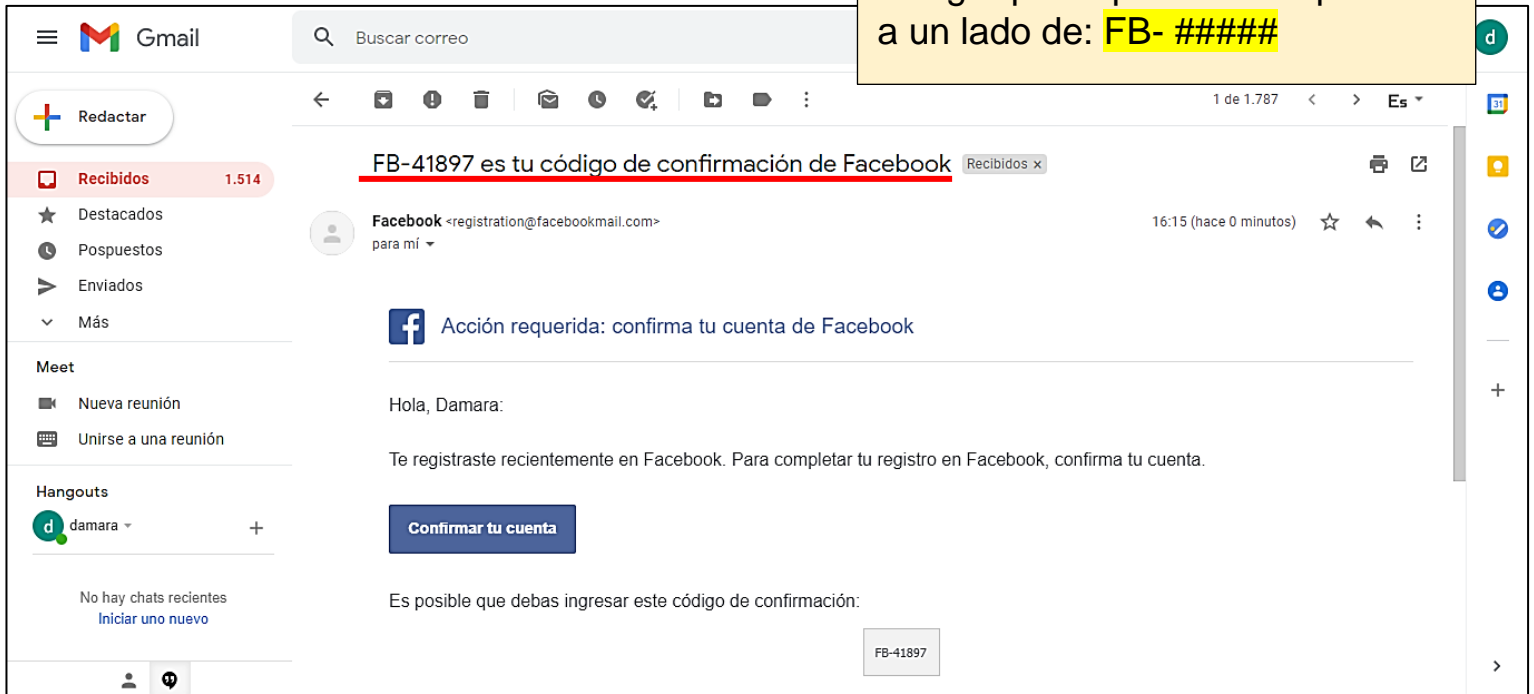 a un lado de: FB- #####
Gmail
Buscar correo
d
Redactar
1 de 1.787
Es
31
FB-41897 es tu código de confirmación de Facebook Recibidos x
Recibidos 1.514
Destacados
Facebook <registration@facebookmail.com> 16:15 (hace 0 minutos)
para mí
Pospuestos
Enviados
Más
Acción requerida: confirma tu cuenta de Facebook
Meet
Nueva reunión
Hola, Damara:
Unirse a una reunión
Te registraste recientemente en Facebook. Para completar tu registro en Facebook, confirma tu cuenta.
Hangouts
d damara
Confirmar tu cuenta
No hay chats recientes
Iniciar uno nuevo
Es posible que debas ingresar este código de confirmación:
FB-41897